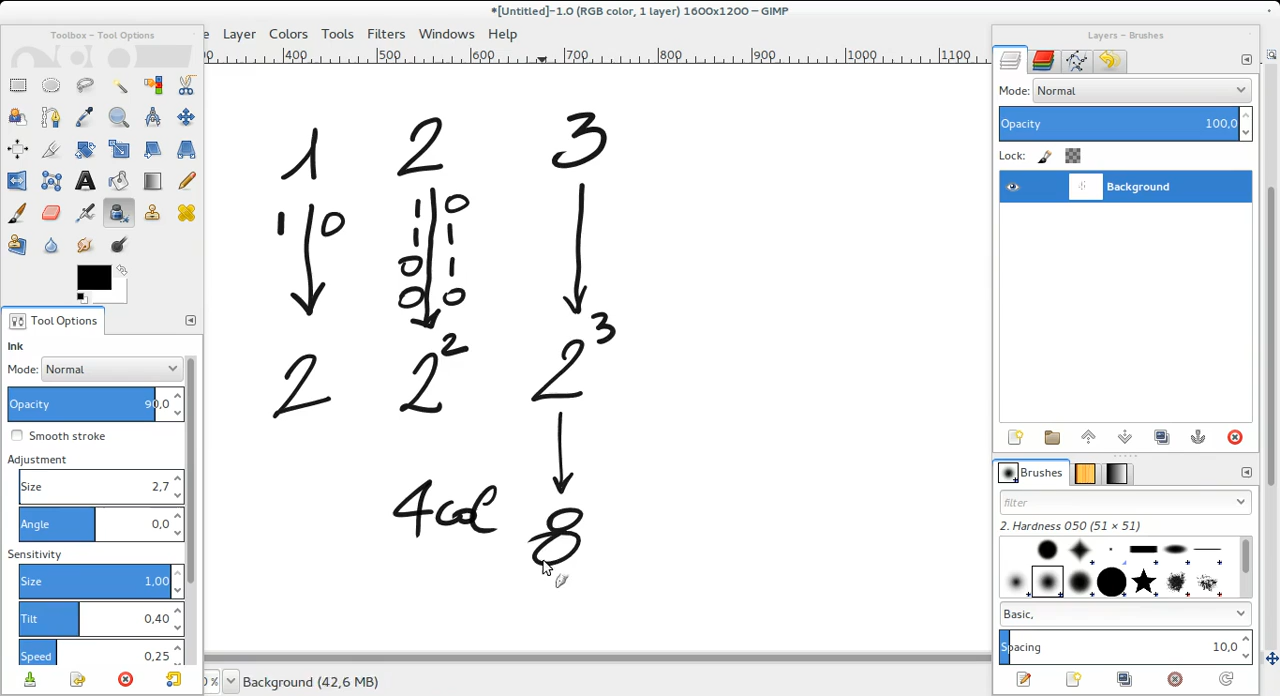 *[Untitled]-1.0 (RGB color, 1 layer) 1600x1200 – GIMP
Toolbox – Tool Options
Layer Colors Tools Filters Windows Help
400 500 600 700 800 900 1000 1100
Layers – Brushes
Mode: Normal
Opacity 100,0
Lock:
Background
1 2 3
1 0
1 0
1 1
0 1
0 0
2 2² 2³
4col 8
Tool Options
Ink
Mode: Normal
Opacity 90,0
Smooth stroke
Adjustment
Size 2,7
Angle 0,0
Sensitivity
Size 1,00
Tilt 0,40
Speed 0,25
Brushes
filter
2. Hardness 050 (51 × 51)
Basic,
Spacing 10,0
% Background (42,6 MB)